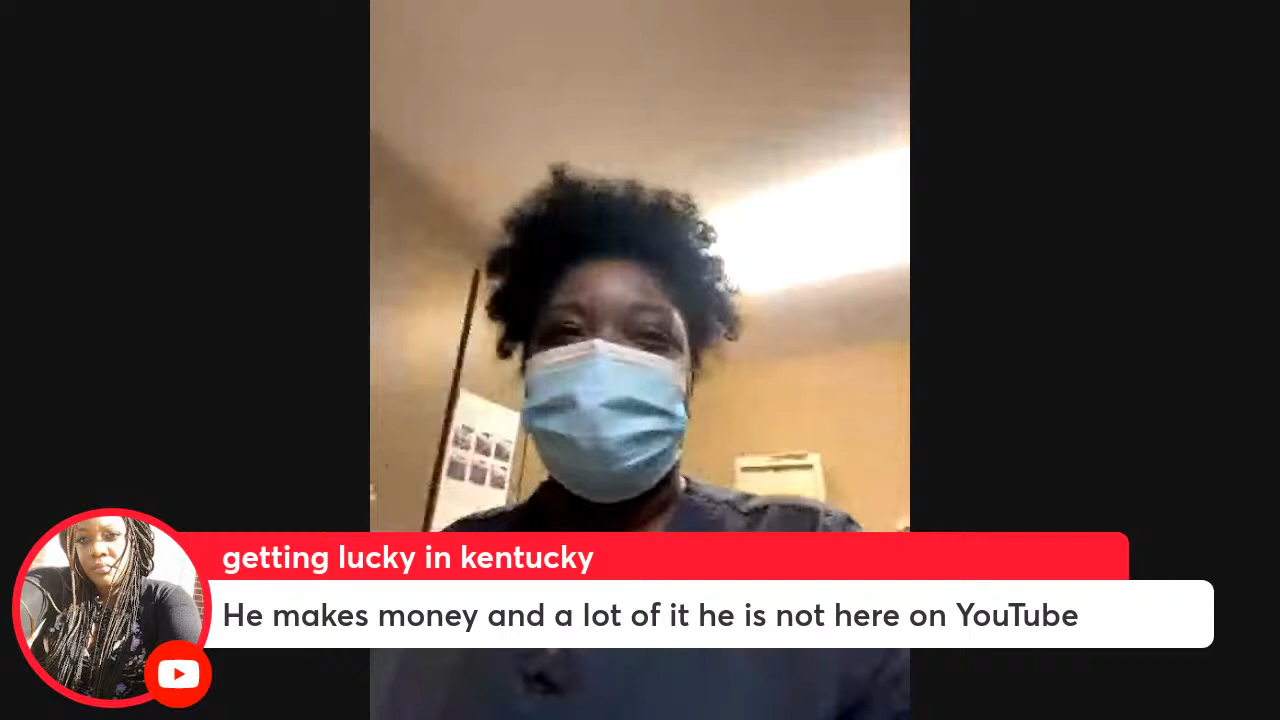 getting lucky in kentucky
He makes money and a lot of it he is not here on YouTube